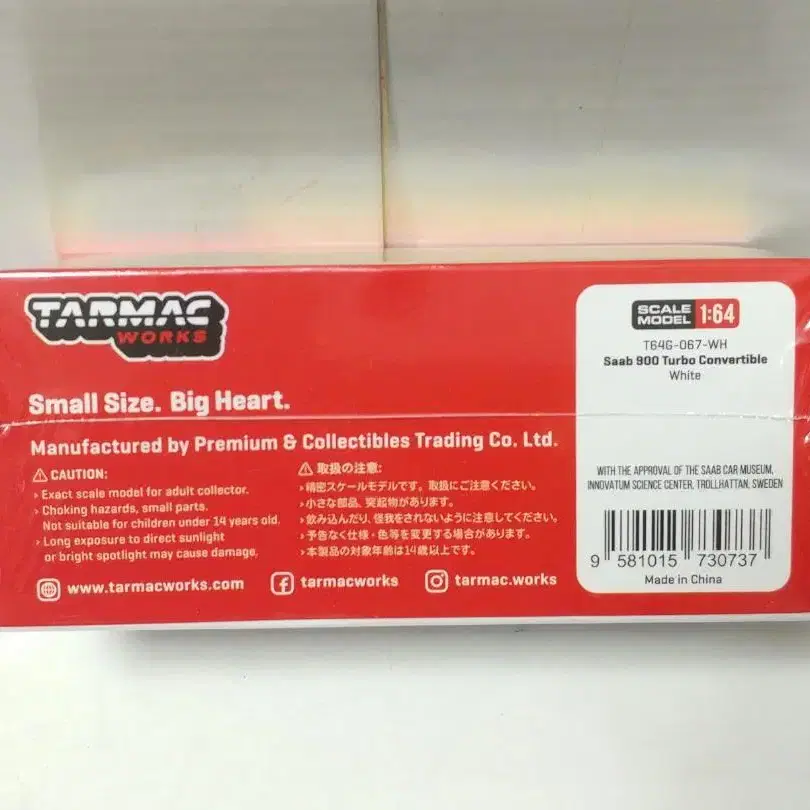 TARMAC
WORKS
Small Size. Big Heart.
Manufactured by Premium & Collectibles Trading Co. Ltd.
⚠ CAUTION:
› Exact scale model for adult collector.
› Choking hazards, small parts.
Not suitable for children under 14 years old.
› Long exposure to direct sunlight
or bright spotlight may cause damage.
⚠ 取扱の注意:
›精密スケールモデルです。取扱にご注意ください。
›小さな部品、突起物があります。
›飲み込んだり、怪我をされないように注意してください。
›予告なく仕様・色等を変更する場合があります。
›本製品の対象年齢は14歳以上です。
www.tarmacworks.com
tarmacworks
tarmac.works
SCALE
MODEL 1:64
T64G-067-WH
Saab 900 Turbo Convertible
White
WITH THE APPROVAL OF THE SAAB CAR MUSEUM,
INNOVATUM SCIENCE CENTER, TROLLHATTAN, SWEDEN
9 581015 730737
Made in China